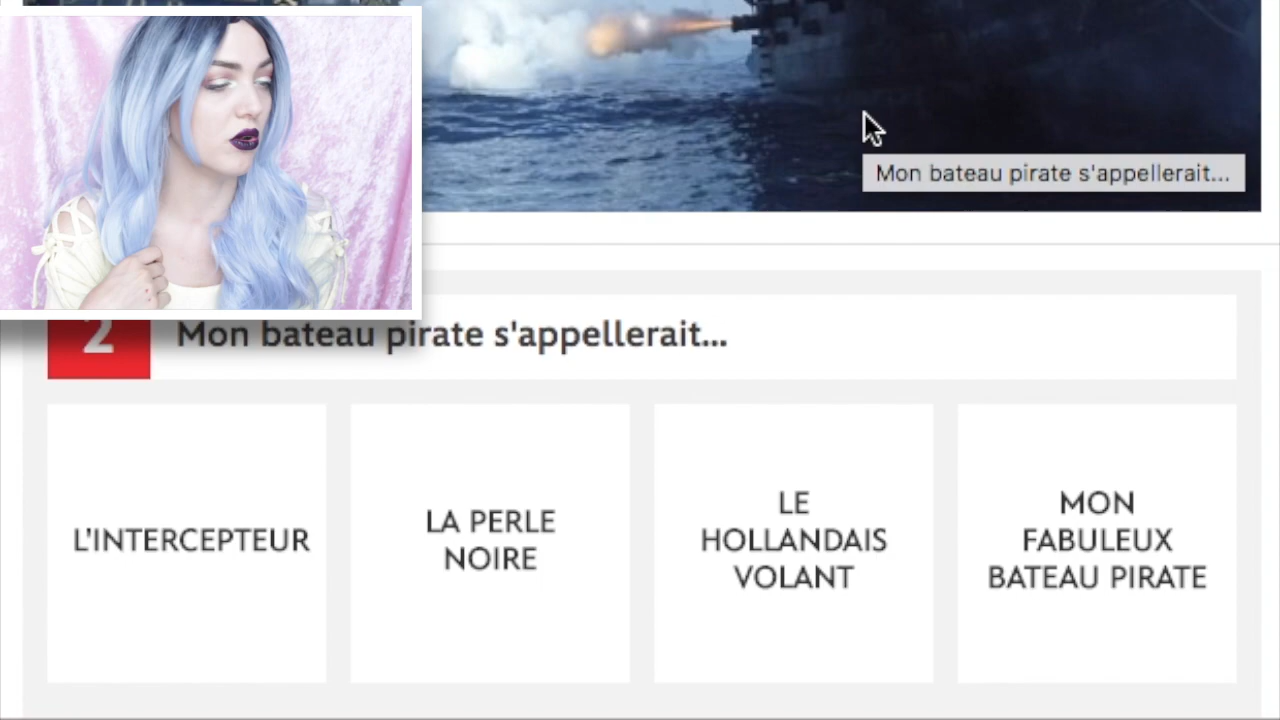 Mon bateau pirate s'appellerait...
2
Mon bateau pirate s'appellerait...
L'INTERCEPTEUR
LA PERLE
NOIRE
LE
HOLLANDAIS
VOLANT
MON
FABULEUX
BATEAU PIRATE